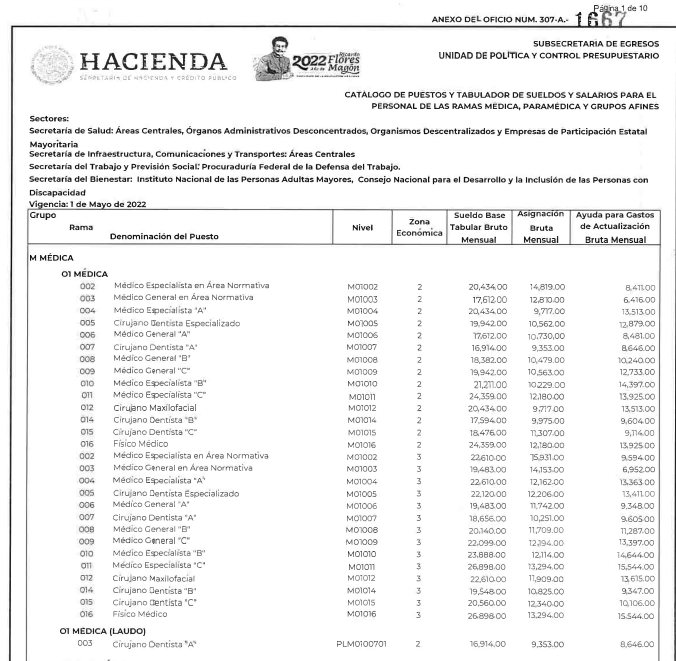 Página 1 de 10
ANEXO DEL OFICIO NUM. 307-A.- 1667
HACIENDA
SECRETARÍA DE HACIENDA Y CRÉDITO PÚBLICO
2022 Ricardo Flores Magón
Año de
SUBSECRETARIA DE EGRESOS
UNIDAD DE POLÍTICA Y CONTROL PRESUPUESTARIO
CATÁLOGO DE PUESTOS Y TABULADOR DE SUELDOS Y SALARIOS PARA EL
PERSONAL DE LAS RAMAS MÉDICA, PARAMÉDICA Y GRUPOS AFINES
Sectores:
Secretaría de Salud: Áreas Centrales, Órganos Administrativos Desconcentrados, Organismos Descentralizados y Empresas de Participación Estatal
Mayoritaria
Secretaría de Infraestructura, Comunicaciones y Transportes: Áreas Centrales
Secretaría del Trabajo y Previsión Social: Procuraduría Federal de la Defensa del Trabajo.
Secretaría del Bienestar: Instituto Nacional de las Personas Adultas Mayores, Consejo Nacional para el Desarrollo y la Inclusión de las Personas con
Discapacidad
Vigencia: 1 de Mayo de 2022
Grupo Rama Denominación del Puesto Nivel Zona Económica Sueldo Base Tabular Bruto Mensual Asignación Bruta Mensual Ayuda para Gastos de Actualización Bruta Mensual
M MÉDICA
O1 MÉDICA
002 Médico Especialista en Área Normativa M01002 2 20,434.00 14,819.00 8,411.00
003 Médico General en Área Normativa M01003 2 17,612.00 12,810.00 6,416.00
004 Médico Especialista "A" M01004 2 20,434.00 9,717.00 13,513.00
005 Cirujano Dentista Especializado M01005 2 19,942.00 10,562.00 12,879.00
006 Médico General "A" M01006 2 17,612.00 10,730.00 8,481.00
007 Cirujano Dentista "A" M01007 2 16,914.00 9,353.00 8,646.00
008 Médico General "B" M01008 2 18,382.00 10,479.00 10,240.00
009 Médico General "C" M01009 2 19,942.00 10,563.00 12,733.00
010 Médico Especialista "B" M01010 2 21,211.00 10,229.00 14,397.00
011 Médico Especialista "C" M01011 2 24,359.00 12,180.00 13,925.00
012 Cirujano Maxilofacial M01012 2 20,434.00 9,717.00 13,513.00
014 Cirujano Dentista "B" M01014 2 17,594.00 9,975.00 9,604.00
015 Cirujano Dentista "C" M01015 2 18,476.00 11,307.00 9,114.00
016 Físico Médico M01016 2 24,359.00 12,180.00 13,925.00
002 Médico Especialista en Área Normativa M01002 3 22,610.00 15,931.00 9,594.00
003 Médico General en Área Normativa M01003 3 19,483.00 14,153.00 6,952.00
004 Médico Especialista "A" M01004 3 22,610.00 12,162.00 13,363.00
005 Cirujano Dentista Especializado M01005 3 22,120.00 12,206.00 13,411.00
006 Médico General "A" M01006 3 19,483.00 11,742.00 9,348.00
007 Cirujano Dentista "A" M01007 3 18,656.00 10,251.00 9,605.00
008 Médico General "B" M01008 3 20,140.00 11,709.00 11,287.00
009 Médico General "C" M01009 3 22,099.00 12,294.00 13,397.00
010 Médico Especialista "B" M01010 3 23,888.00 12,114.00 14,644.00
011 Médico Especialista "C" M01011 3 26,898.00 13,294.00 15,544.00
012 Cirujano Maxilofacial M01012 3 22,610.00 11,909.00 13,615.00
014 Cirujano Dentista "B" M01014 3 19,548.00 10,825.00 9,347.00
015 Cirujano Dentista "C" M01015 3 20,560.00 12,340.00 10,106.00
016 Físico Médico M01016 3 26,898.00 13,294.00 15,544.00
O1 MÉDICA (LAUDO)
003 Cirujano Dentista "A" PLM0100701 2 16,914.00 9,353.00 8,646.00